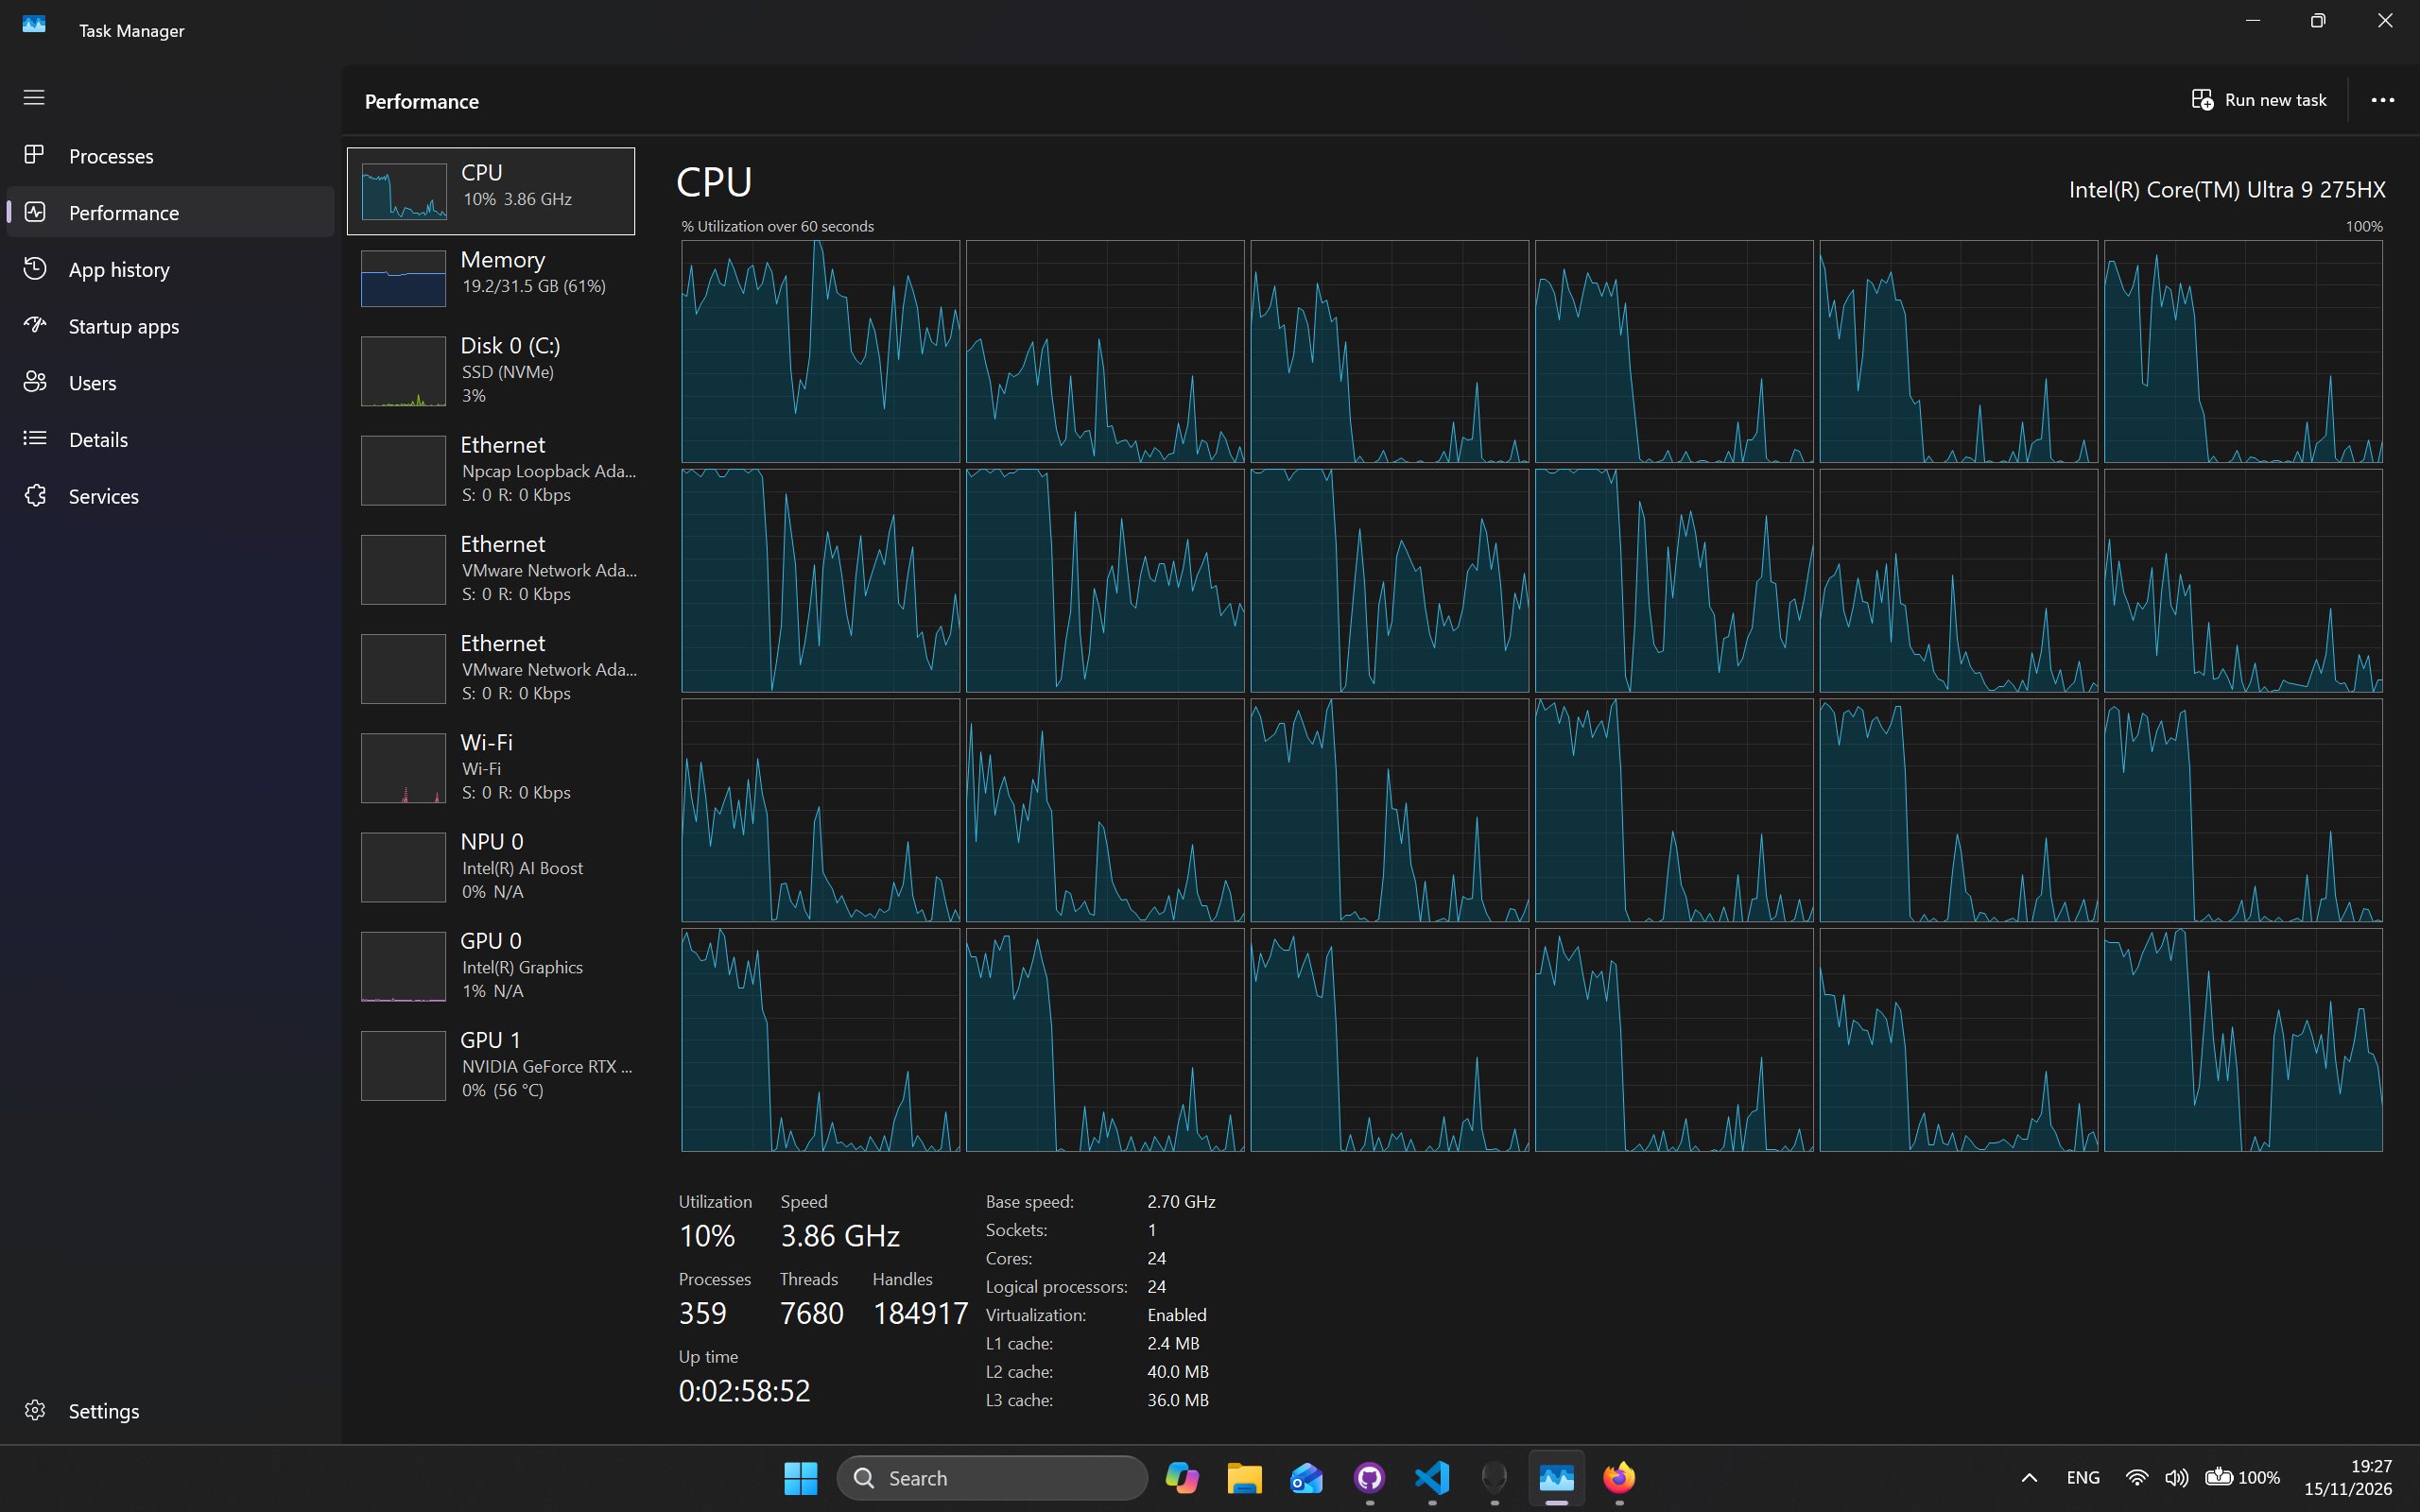 Task Manager
Performance
Run new task
Processes
Performance
App history
Startup apps
Users
Details
Services
Settings
CPU
10% 3.86 GHz
Memory
19.2/31.5 GB (61%)
Disk 0 (C:)
SSD (NVMe)
3%
Ethernet
Npcap Loopback Ada...
S: 0 R: 0 Kbps
Ethernet
VMware Network Ada...
S: 0 R: 0 Kbps
Ethernet
VMware Network Ada...
S: 0 R: 0 Kbps
Wi-Fi
Wi-Fi
S: 0 R: 0 Kbps
NPU 0
Intel(R) AI Boost
0% N/A
GPU 0
Intel(R) Graphics
1% N/A
GPU 1
NVIDIA GeForce RTX ...
0% (56 °C)
CPU
Intel(R) Core(TM) Ultra 9 275HX
% Utilization over 60 seconds
100%
Utilization
10%
Speed
3.86 GHz
Processes
359
Threads
7680
Handles
184917
Up time
0:02:58:52
Base speed: 2.70 GHz
Sockets: 1
Cores: 24
Logical processors: 24
Virtualization: Enabled
L1 cache: 2.4 MB
L2 cache: 40.0 MB
L3 cache: 36.0 MB
Search
ENG
100%
19:27
15/11/2026